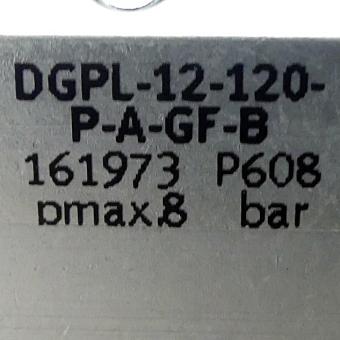 DGPL-12-120-
P-A-GF-B
161973 P608
pmax.8 bar